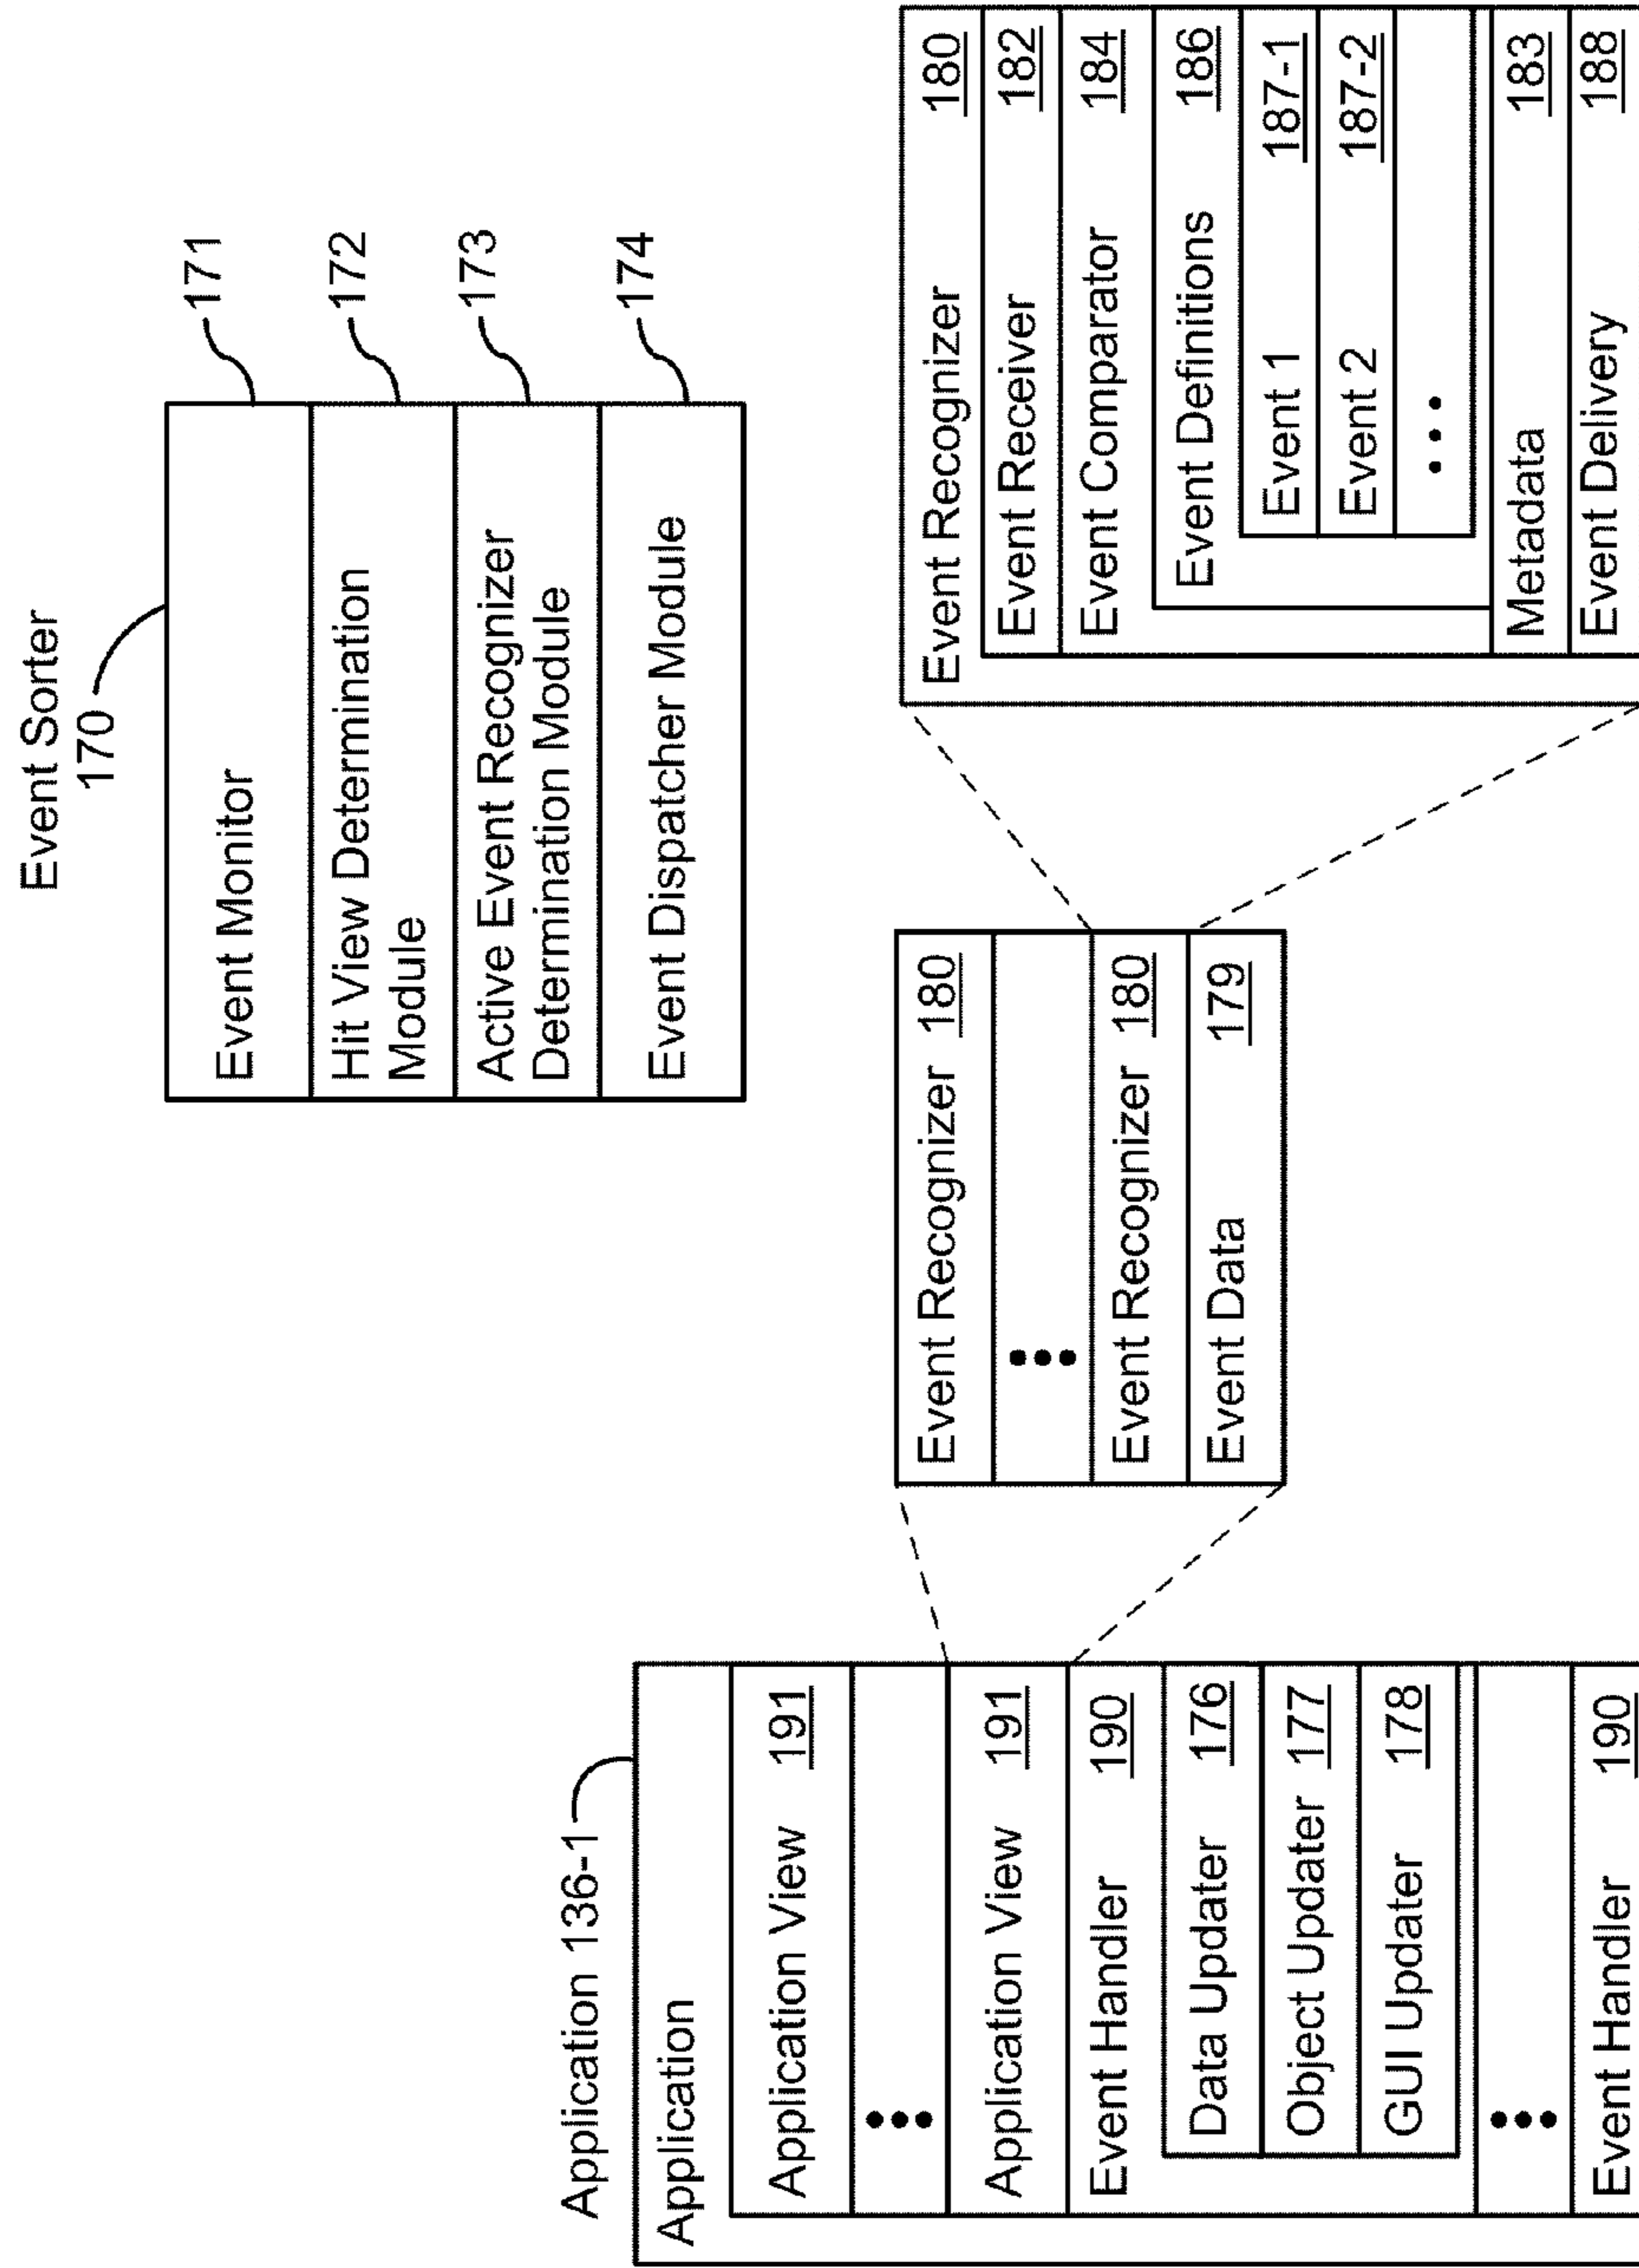 Event Sorter
170
Event Monitor
171
Hit View Determination
Module
172
Active Event Recognizer
Determination Module
173
Event Dispatcher Module
174
Application 136-1
Application
Application View 191
•••
Application View 191
Event Handler 190
Data Updater 176
Object Updater 177
GUI Updater 178
•••
Event Handler 190
Event Recognizer 180
•••
Event Recognizer 180
Event Data 179
Event Recognizer 180
Event Receiver 182
Event Comparator 184
Event Definitions 186
Event 1 187-1
Event 2 187-2
•••
Metadata 183
Event Delivery 188